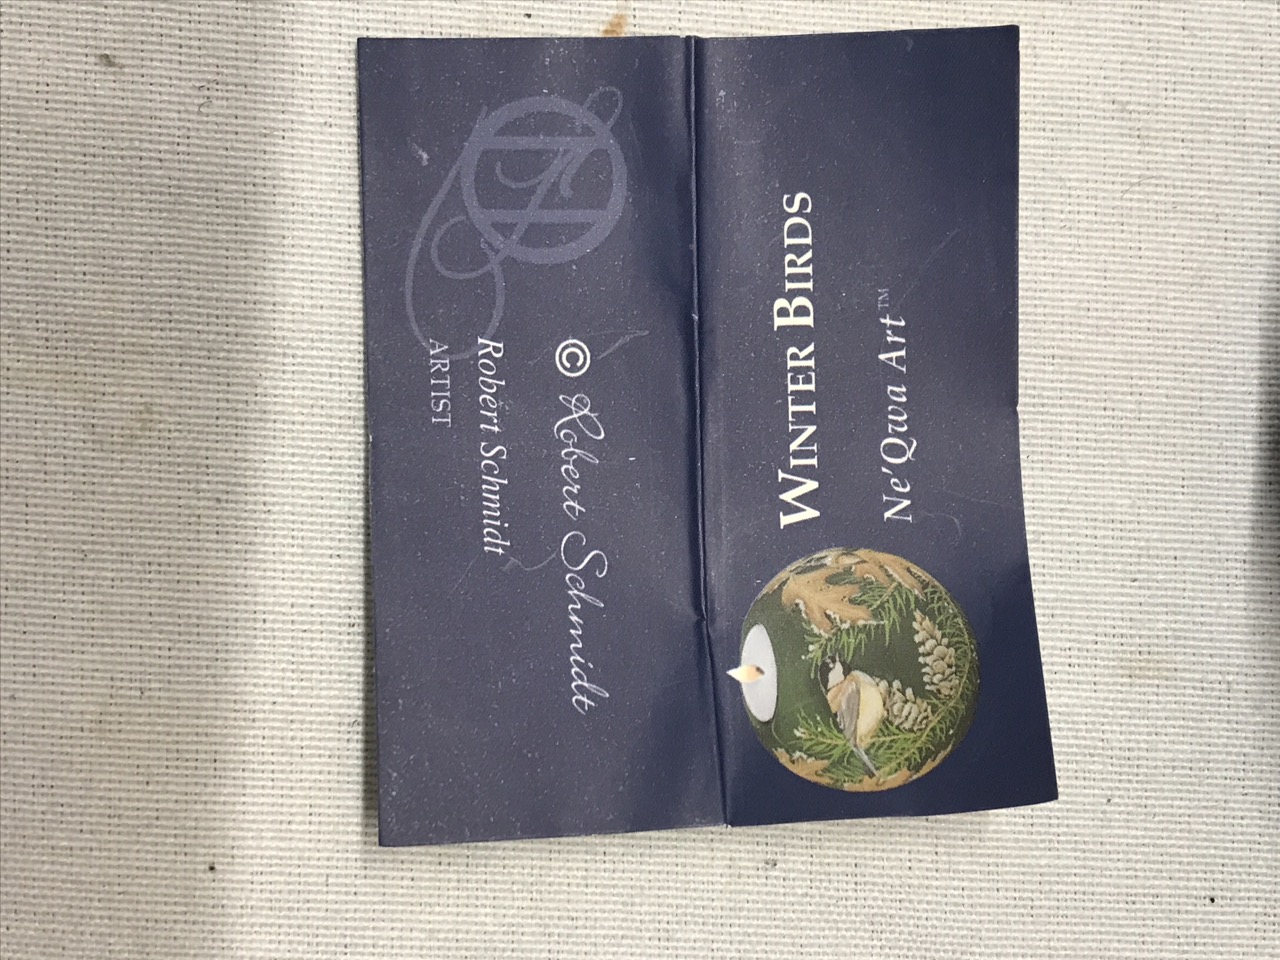 WINTER BIRDS
Ne'Qwa Art™
© Robert Schmidt
Robert Schmidt
ARTIST